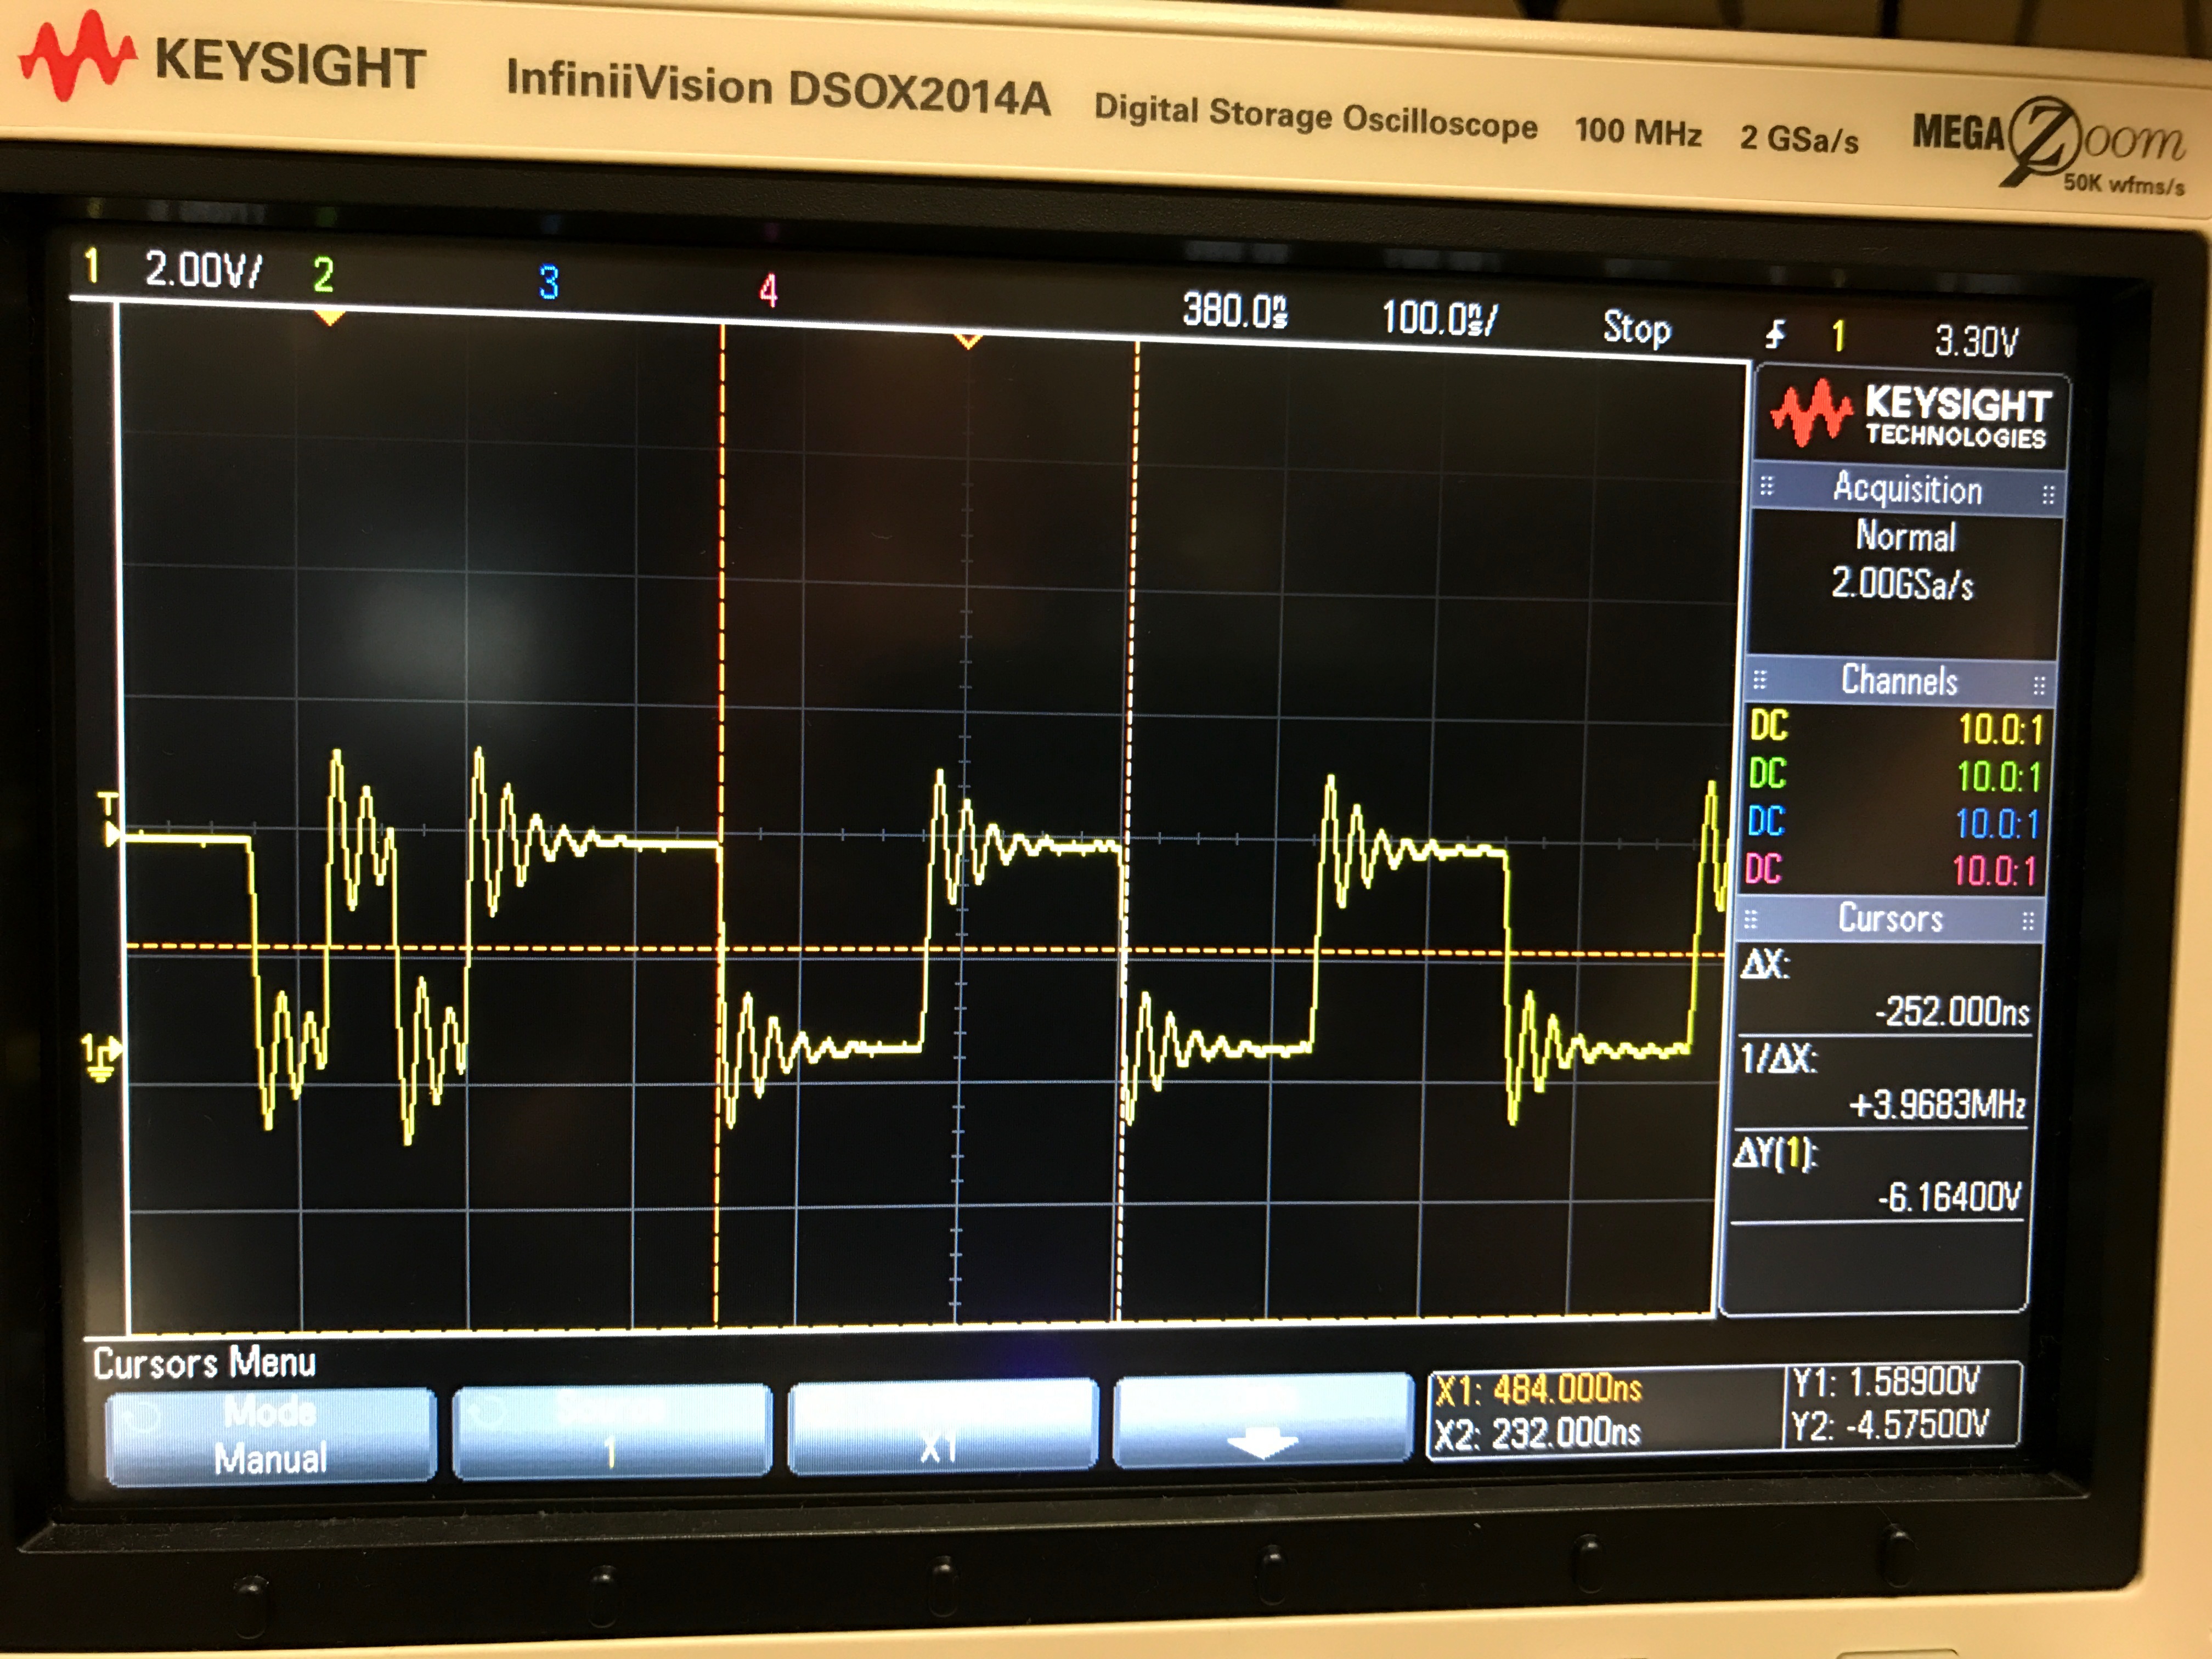 KEYSIGHT InfiniiVision DSOX2014A Digital Storage Oscilloscope 100 MHz 2 GSa/s MEGA Zoom
50K wfms/s
1 2.00V/ 2 3 4 380.0ns 100.0ns/ Stop 1 3.30V
KEYSIGHT
TECHNOLOGIES
Acquisition
Normal
2.00GSa/s
Channels
DC 10.0:1
DC 10.0:1
DC 10.0:1
DC 10.0:1
Cursors
ΔX:
-252.000ns
1/ΔX:
+3.9683MHz
ΔY(1):
-6.16400V
T
1
Cursors Menu
Mode
Manual
Source
1
X1
X1: 484.000ns
X2: 232.000ns
Y1: 1.58900V
Y2: -4.57500V